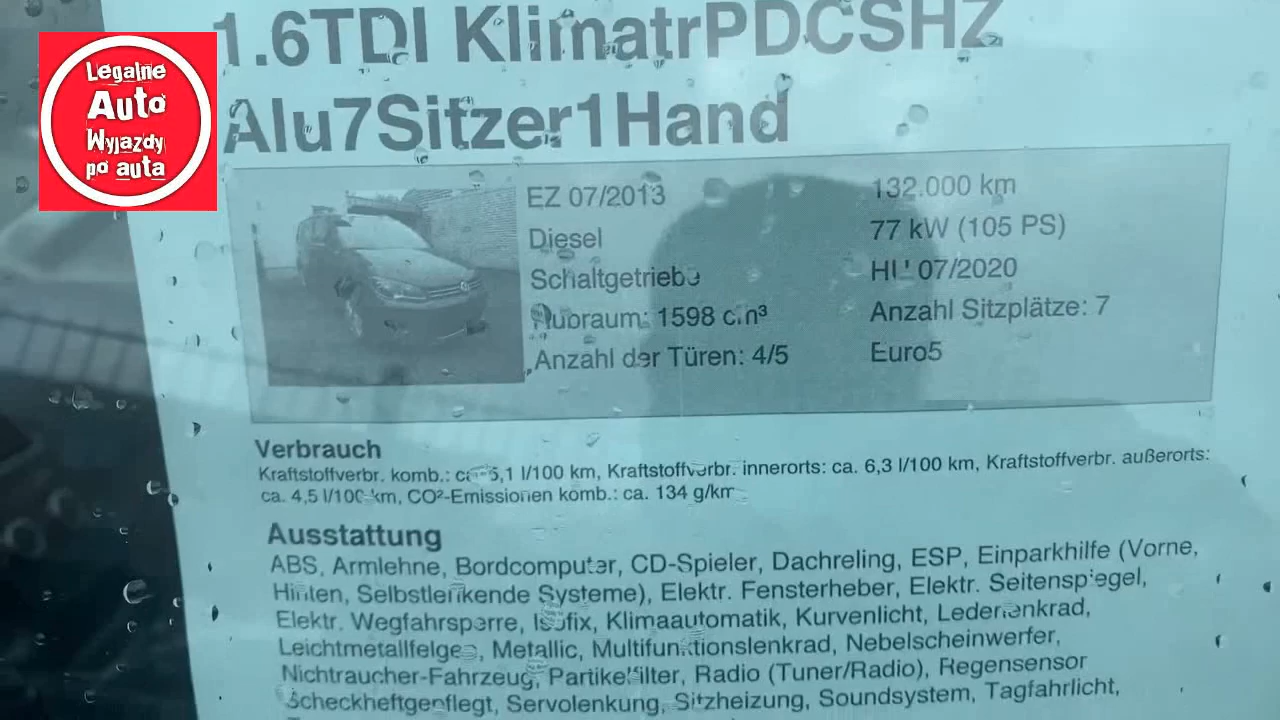 Legalne
Auto
Wyjazdy
po auta
1.6TDI KlimatrPDCSHZ
Alu7Sitzer1Hand
EZ 07/2013
132.000 km
Diesel
77 kW (105 PS)
Schaltgetriebe
HU 07/2020
Hubraum: 1598 cm³
Anzahl Sitzplätze: 7
Anzahl der Türen: 4/5
Euro5
Verbrauch
Kraftstoffverbr. komb.: ca. 5,1 l/100 km, Kraftstoffverbr. innerorts: ca. 6,3 l/100 km, Kraftstoffverbr. außerorts:
ca. 4,5 l/100 km, CO²-Emissionen komb.: ca. 134 g/km
Ausstattung
ABS, Armlehne, Bordcomputer, CD-Spieler, Dachreling, ESP, Einparkhilfe (Vorne,
Hinten, Selbstlenkende Systeme), Elektr. Fensterheber, Elektr. Seitenspiegel,
Elektr. Wegfahrsperre, Isofix, Klimaautomatik, Kurvenlicht, Lederlenkrad,
Leichtmetallfelgen, Metallic, Multifunktionslenkrad, Nebelscheinwerfer,
Nichtraucher-Fahrzeug, Partikelfilter, Radio (Tuner/Radio), Regensensor
Scheckheftgepflegt, Servolenkung, Sitzheizung, Soundsystem, Tagfahrlicht,